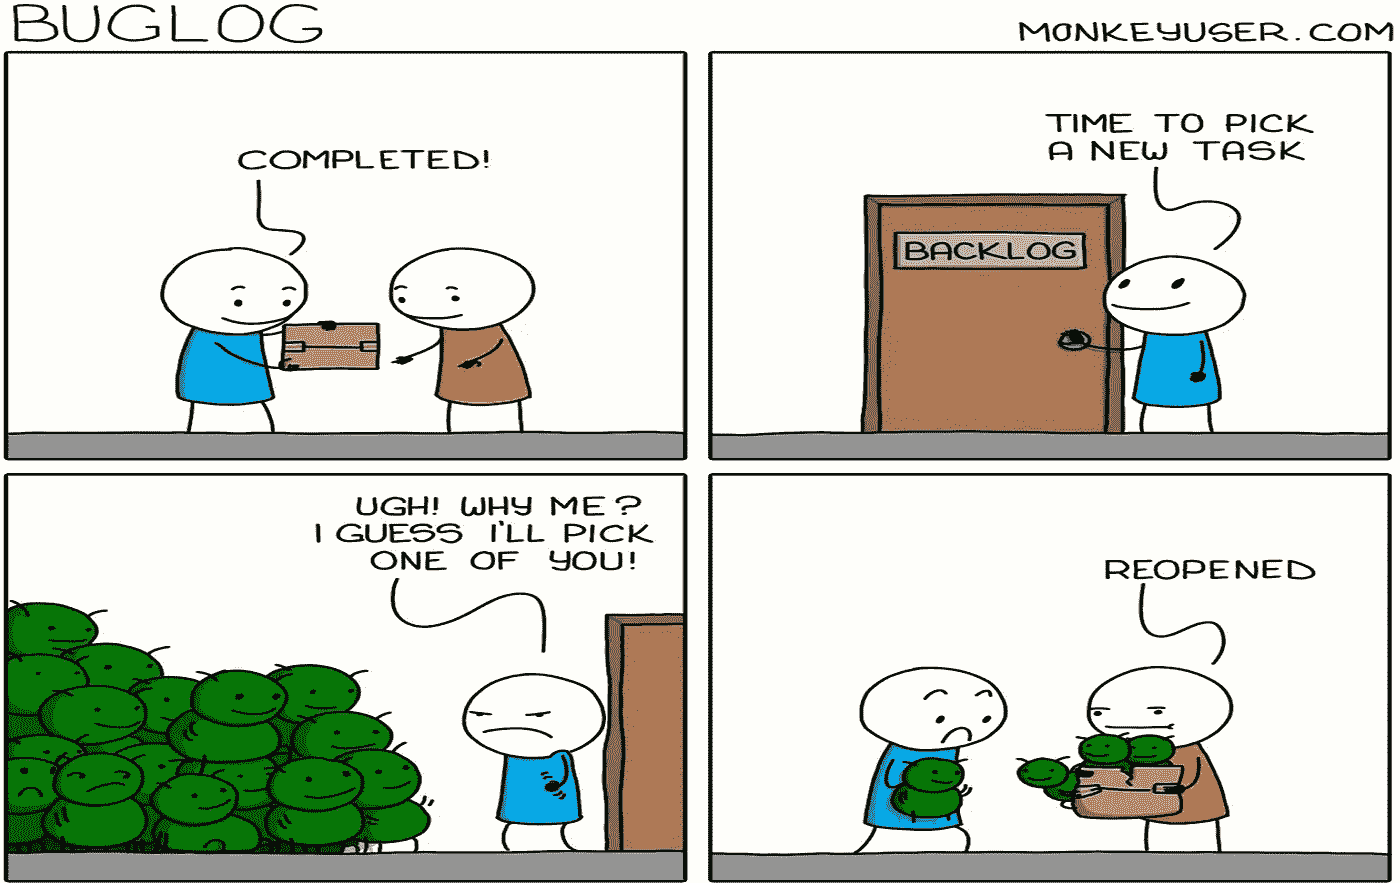 BUGLOG
MONKEYUSER.COM
COMPLETED!
TIME TO PICK
A NEW TASK
BACKLOG
UGH! WHY ME?
I GUESS I'LL PICK
ONE OF YOU!
REOPENED